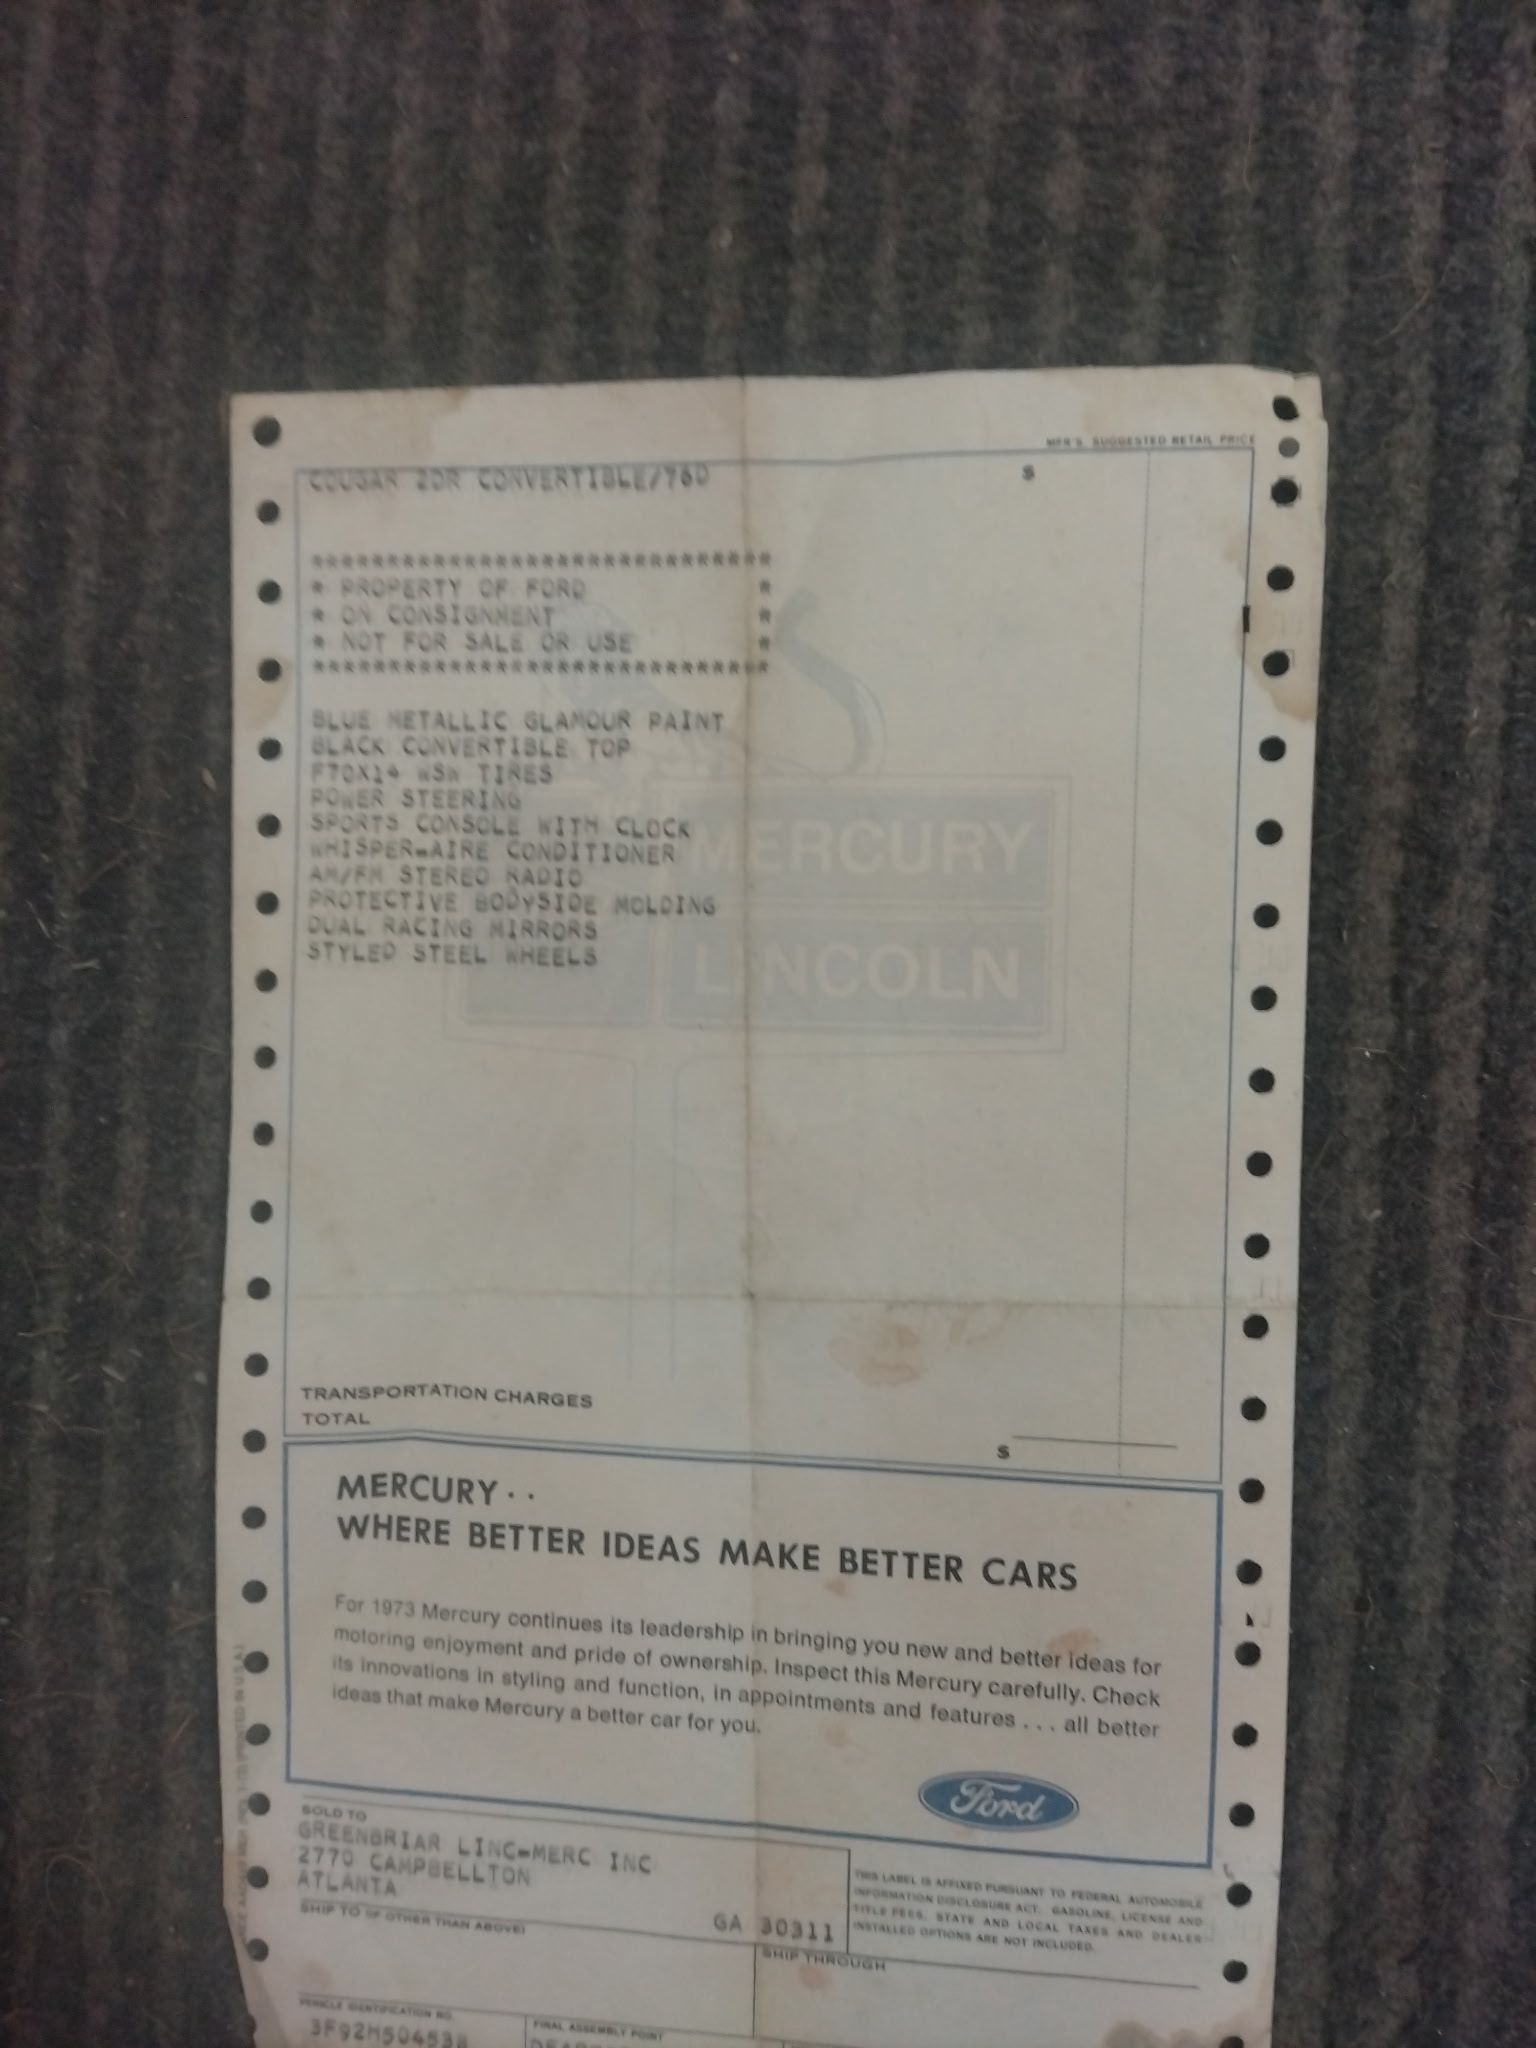 MFR'S. SUGGESTED RETAIL PRICE
COUGAR 2DR CONVERTIBLE/76D $
*******************************
* PROPERTY OF FORD *
* ON CONSIGNMENT *
* NOT FOR SALE OR USE *
*******************************
BLUE METALLIC GLAMOUR PAINT
BLACK CONVERTIBLE TOP
F70X14 WSW TIRES
POWER STEERING
SPORTS CONSOLE WITH CLOCK
WHISPER-AIRE CONDITIONER
AM/FM STEREO RADIO
PROTECTIVE BODYSIDE MOLDING
DUAL RACING MIRRORS
STYLED STEEL WHEELS
MERCURY
LINCOLN
TRANSPORTATION CHARGES
TOTAL
$
MERCURY . .
WHERE BETTER IDEAS MAKE BETTER CARS
For 1973 Mercury continues its leadership in bringing you new and better ideas for
motoring enjoyment and pride of ownership. Inspect this Mercury carefully. Check
its innovations in styling and function, in appointments and features . . . all better
ideas that make Mercury a better car for you.
Ford
SOLD TO
GREENBRIAR LINC-MERC INC
2770 CAMPBELLTON
ATLANTA
GA 30311
THIS LABEL IS AFFIXED PURSUANT TO FEDERAL AUTOMOBILE
INFORMATION DISCLOSURE ACT. GASOLINE, LICENSE AND
TITLE FEES, STATE AND LOCAL TAXES AND DEALER
INSTALLED OPTIONS ARE NOT INCLUDED.
SHIP TO (IF OTHER THAN ABOVE)
SHIP THROUGH
VEHICLE IDENTIFICATION NO.
3F92H504538
FINAL ASSEMBLY POINT
(PRINTED IN U.S.A.)